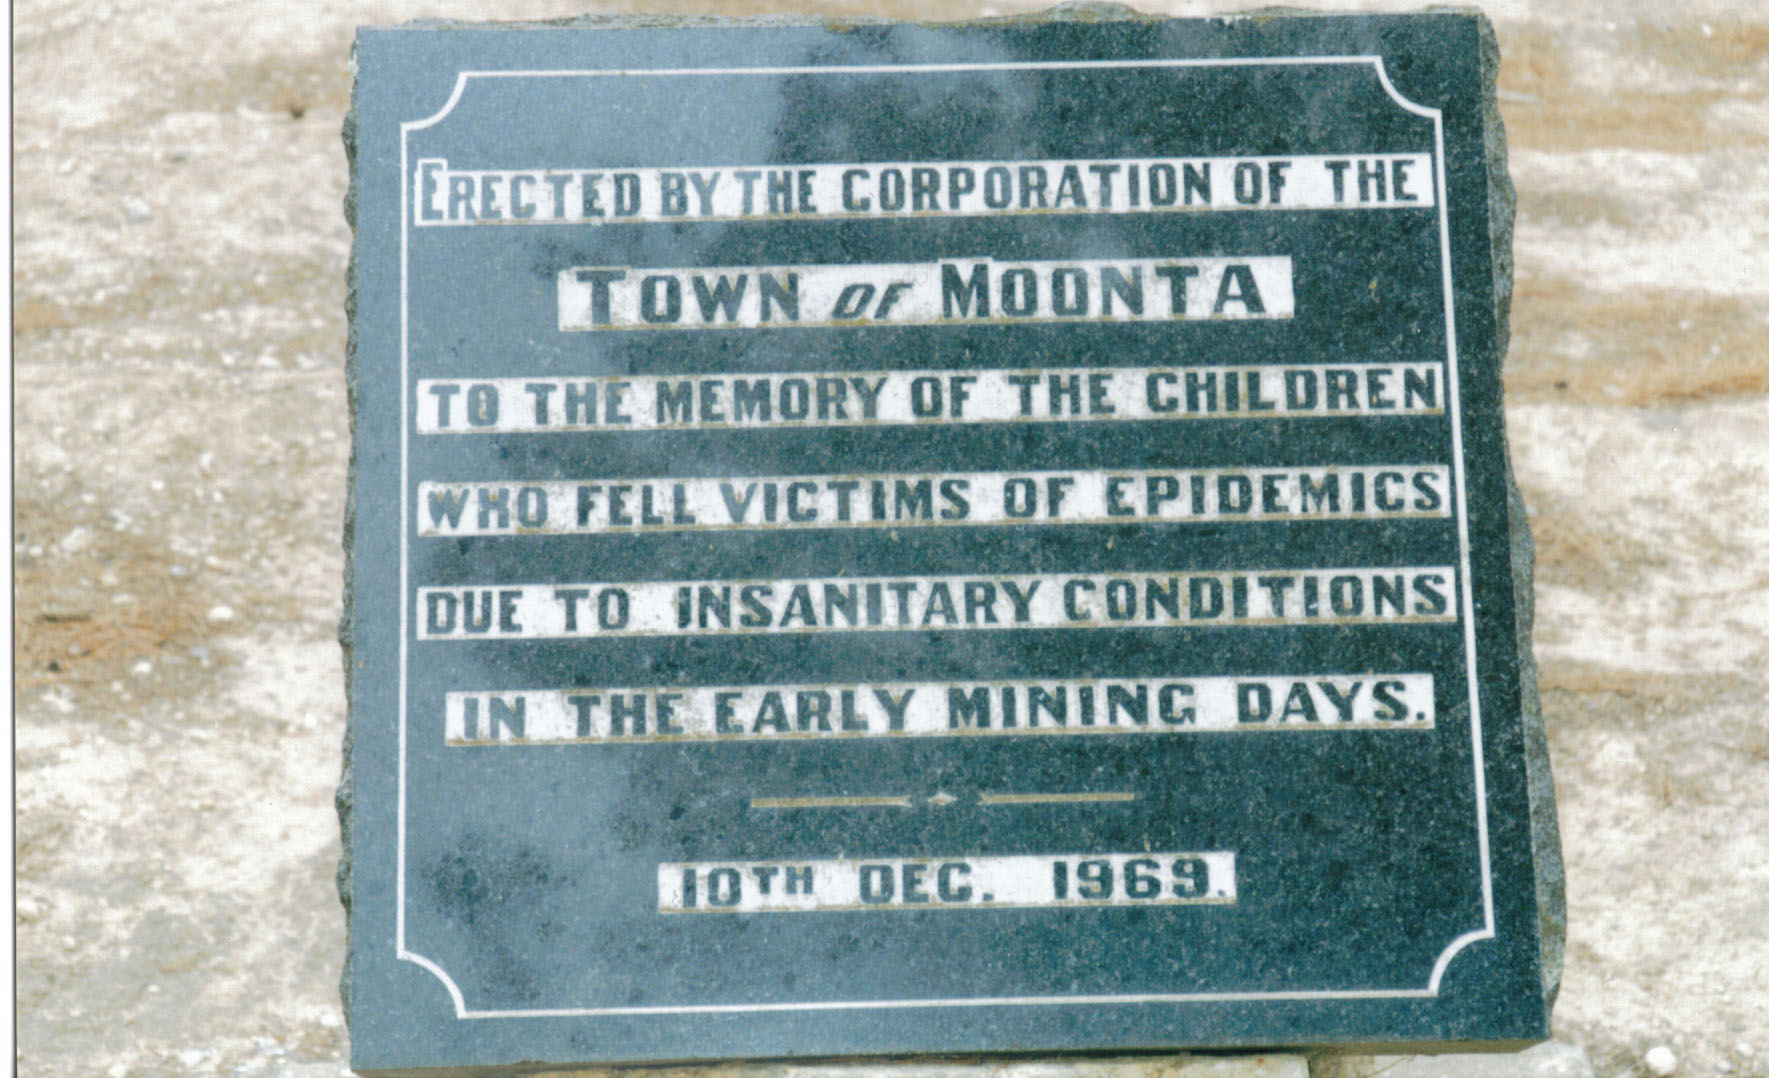 ERECTED BY THE CORPORATION OF THE
TOWN OF MOONTA
TO THE MEMORY OF THE CHILDREN
WHO FELL VICTIMS OF EPIDEMICS
DUE TO INSANITARY CONDITIONS
IN THE EARLY MINING DAYS.
10TH DEC. 1969.